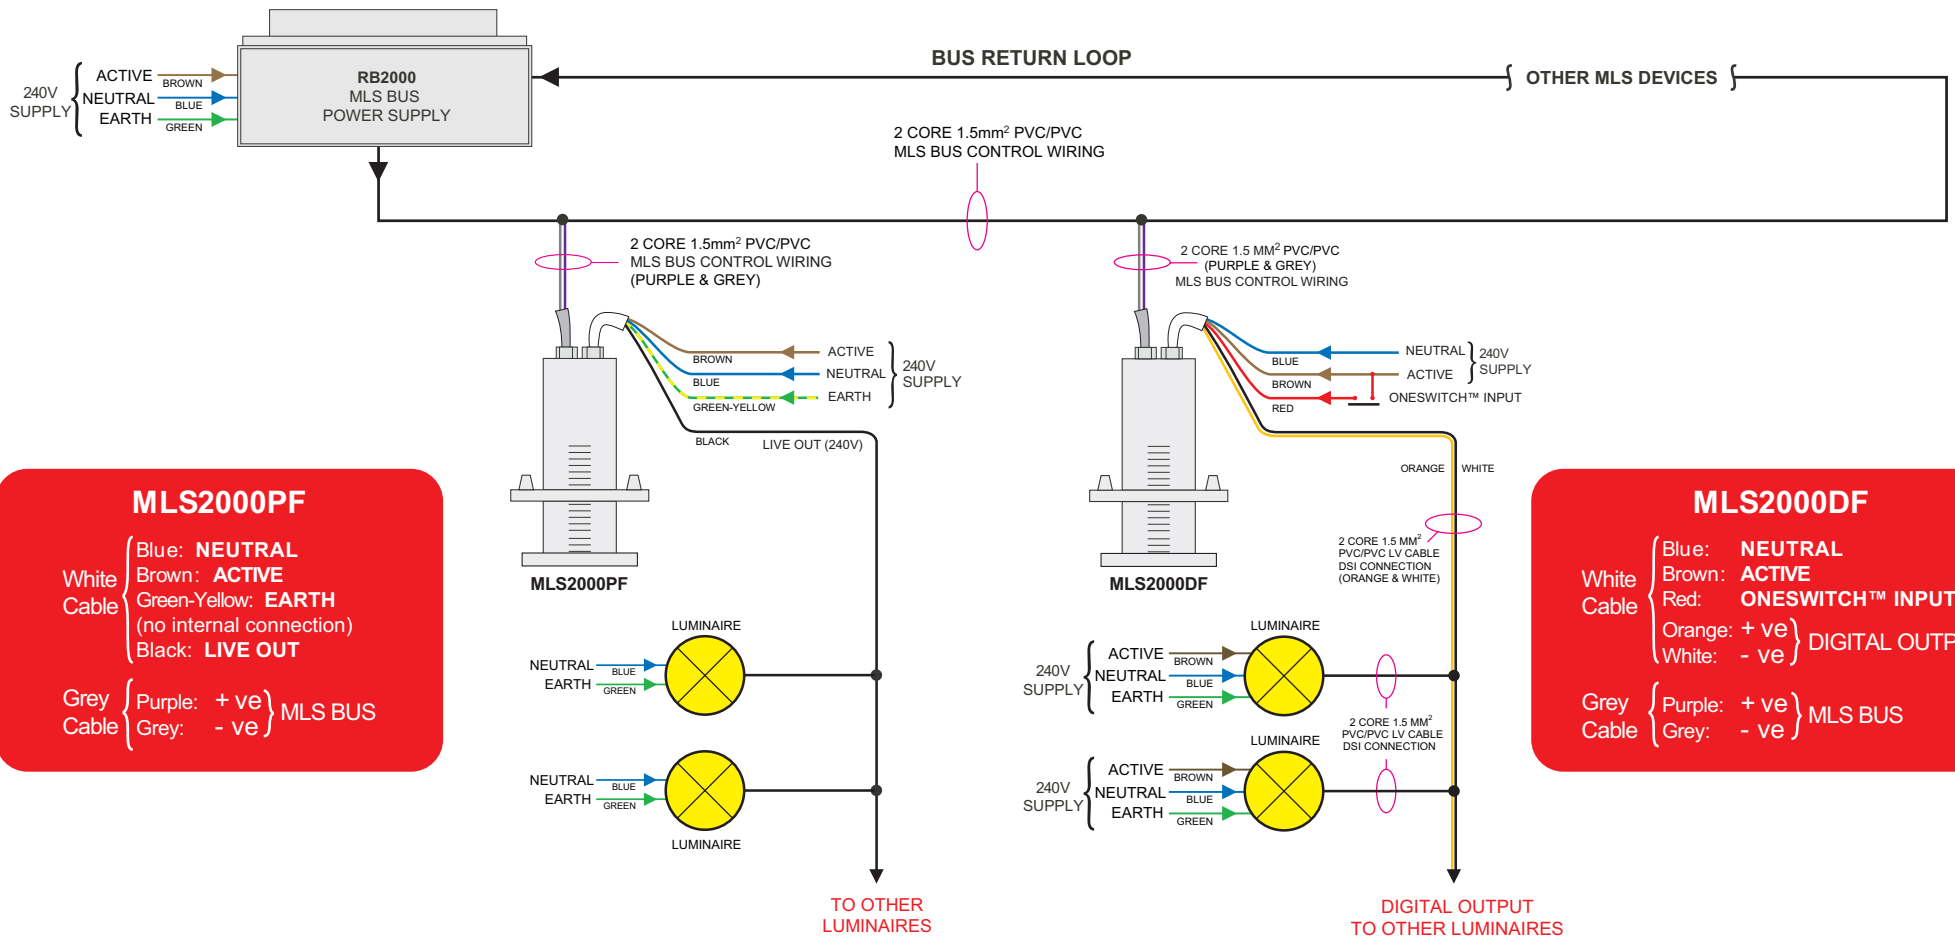 BUS RETURN LOOP
OTHER MLS DEVICES
240V
SUPPLY
ACTIVE
BROWN
NEUTRAL
BLUE
EARTH
GREEN
RB2000
MLS BUS
POWER SUPPLY
2 CORE 1.5mm² PVC/PVC
MLS BUS CONTROL WIRING
2 CORE 1.5mm² PVC/PVC
MLS BUS CONTROL WIRING
(PURPLE & GREY)
2 CORE 1.5 MM² PVC/PVC
(PURPLE & GREY)
MLS BUS CONTROL WIRING
BROWN
ACTIVE
BLUE
NEUTRAL
GREEN-YELLOW
EARTH
240V
SUPPLY
BLACK
LIVE OUT (240V)
BLUE
NEUTRAL
BROWN
ACTIVE
RED
ONESWITCH™ INPUT
240V
SUPPLY
ORANGE
WHITE
2 CORE 1.5 MM²
PVC/PVC LV CABLE
DSI CONNECTION
(ORANGE & WHITE)
MLS2000PF
White
Cable
Blue: NEUTRAL
Brown: ACTIVE
Green-Yellow: EARTH
(no internal connection)
Black: LIVE OUT
Grey
Cable
Purple: + ve
Grey: - ve
MLS BUS
MLS2000PF
MLS2000DF
MLS2000DF
White
Cable
Blue: NEUTRAL
Brown: ACTIVE
Red: ONESWITCH™ INPUT
Orange: + ve
White: - ve
DIGITAL OUTP
Grey
Cable
Purple: + ve
Grey: - ve
MLS BUS
LUMINAIRE
NEUTRAL
BLUE
EARTH
GREEN
NEUTRAL
BLUE
EARTH
GREEN
LUMINAIRE
LUMINAIRE
240V
SUPPLY
ACTIVE
BROWN
NEUTRAL
BLUE
EARTH
GREEN
2 CORE 1.5 MM²
PVC/PVC LV CABLE
DSI CONNECTION
LUMINAIRE
240V
SUPPLY
ACTIVE
BROWN
NEUTRAL
BLUE
EARTH
GREEN
TO OTHER
LUMINAIRES
DIGITAL OUTPUT
TO OTHER LUMINAIRES